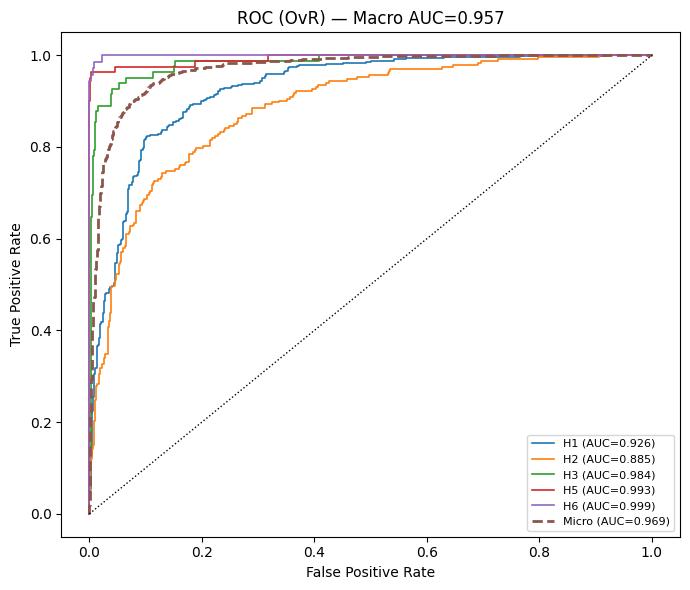 ROC (OvR) — Macro AUC=0.957
True Positive Rate
1.0
0.8
0.6
0.4
0.2
0.0
0.0 0.2 0.4 0.6 0.8 1.0
False Positive Rate
H1 (AUC=0.926)
H2 (AUC=0.885)
H3 (AUC=0.984)
H5 (AUC=0.993)
H6 (AUC=0.999)
Micro (AUC=0.969)